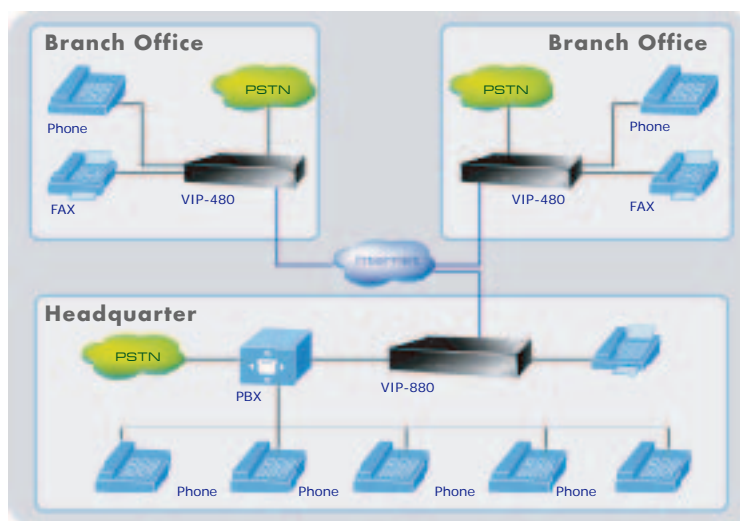 Branch Office
PSTN
Phone
FAX
VIP-480
Branch Office
PSTN
Phone
VIP-480
FAX
Internet
Headquarter
PSTN
PBX
VIP-880
Phone
Phone
Phone
Phone